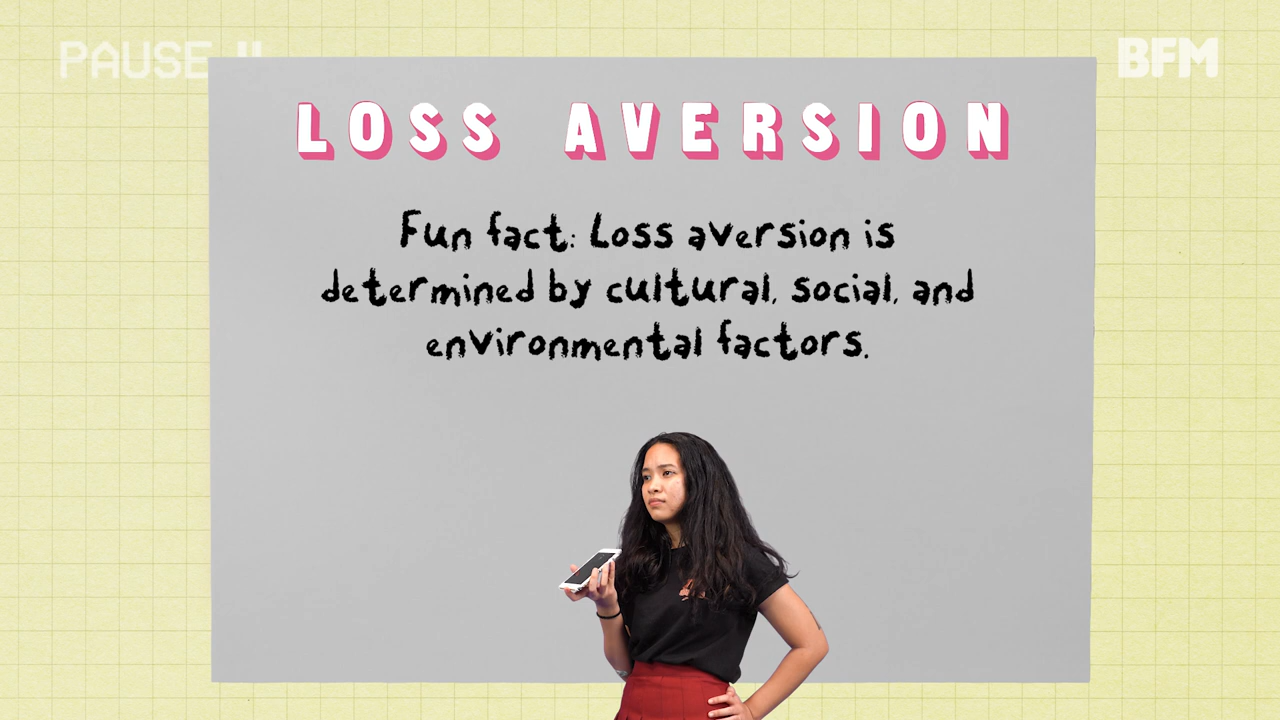 PAUSE
BFM
LOSS AVERSION
Fun fact: Loss aversion is
determined by cultural, social, and
environmental factors.